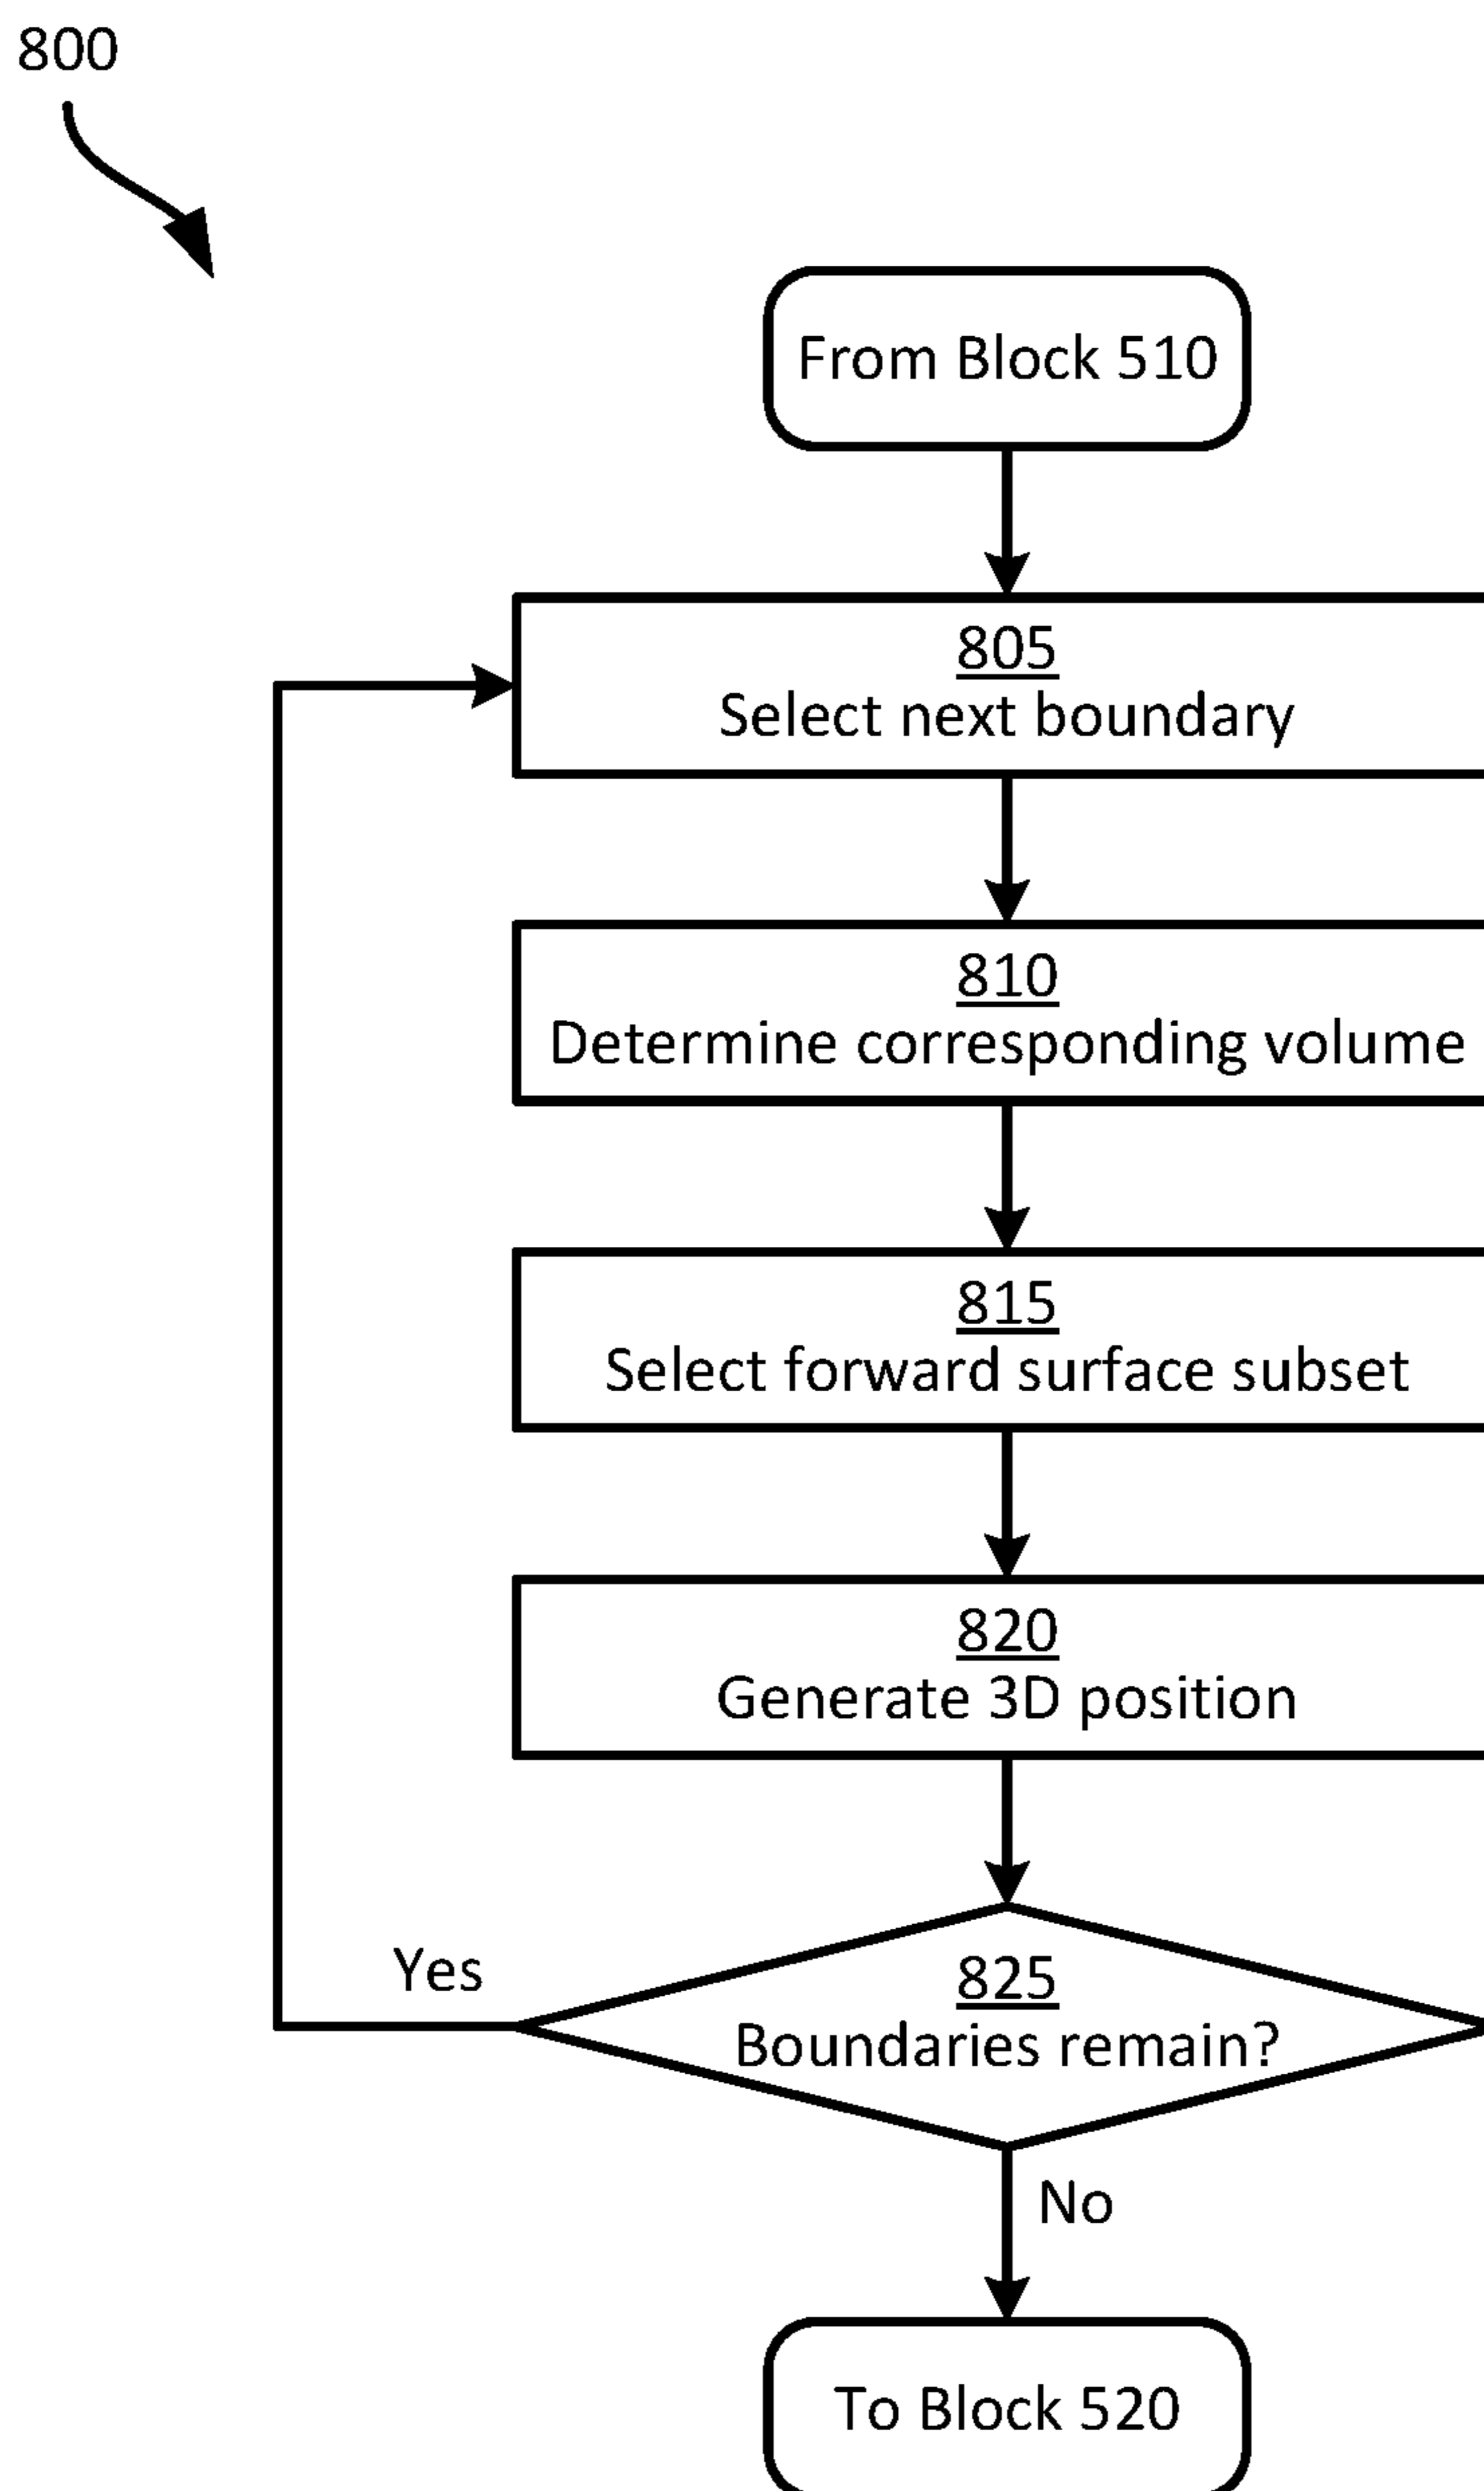 800
From Block 510
805
Select next boundary
810
Determine corresponding volume
815
Select forward surface subset
820
Generate 3D position
Yes
825
Boundaries remain?
No
To Block 520